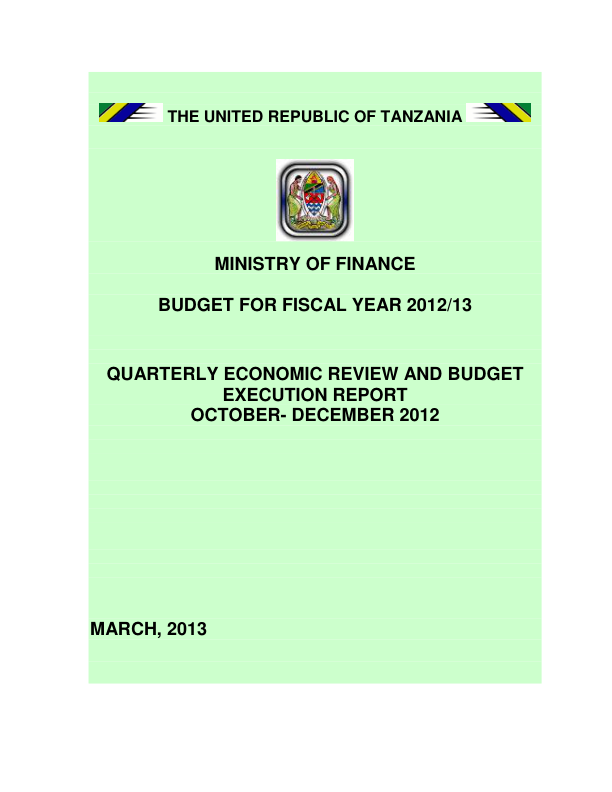 THE UNITED REPUBLIC OF TANZANIA
MINISTRY OF FINANCE
BUDGET FOR FISCAL YEAR 2012/13
QUARTERLY ECONOMIC REVIEW AND BUDGET
EXECUTION REPORT
OCTOBER- DECEMBER 2012
MARCH, 2013